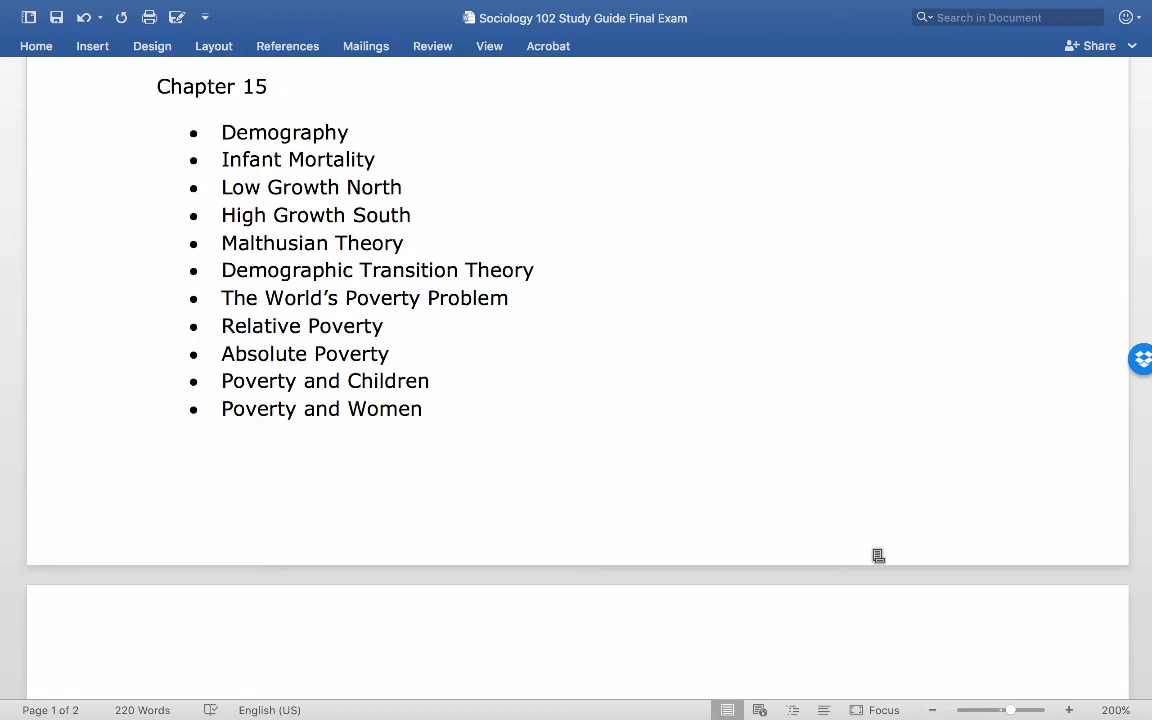 Sociology 102 Study Guide Final Exam
Search in Document
Home Insert Design Layout References Mailings Review View Acrobat Share
Chapter 15
• Demography
• Infant Mortality
• Low Growth North
• High Growth South
• Malthusian Theory
• Demographic Transition Theory
• The World’s Poverty Problem
• Relative Poverty
• Absolute Poverty
• Poverty and Children
• Poverty and Women
Page 1 of 2 220 Words English (US) Focus 200%